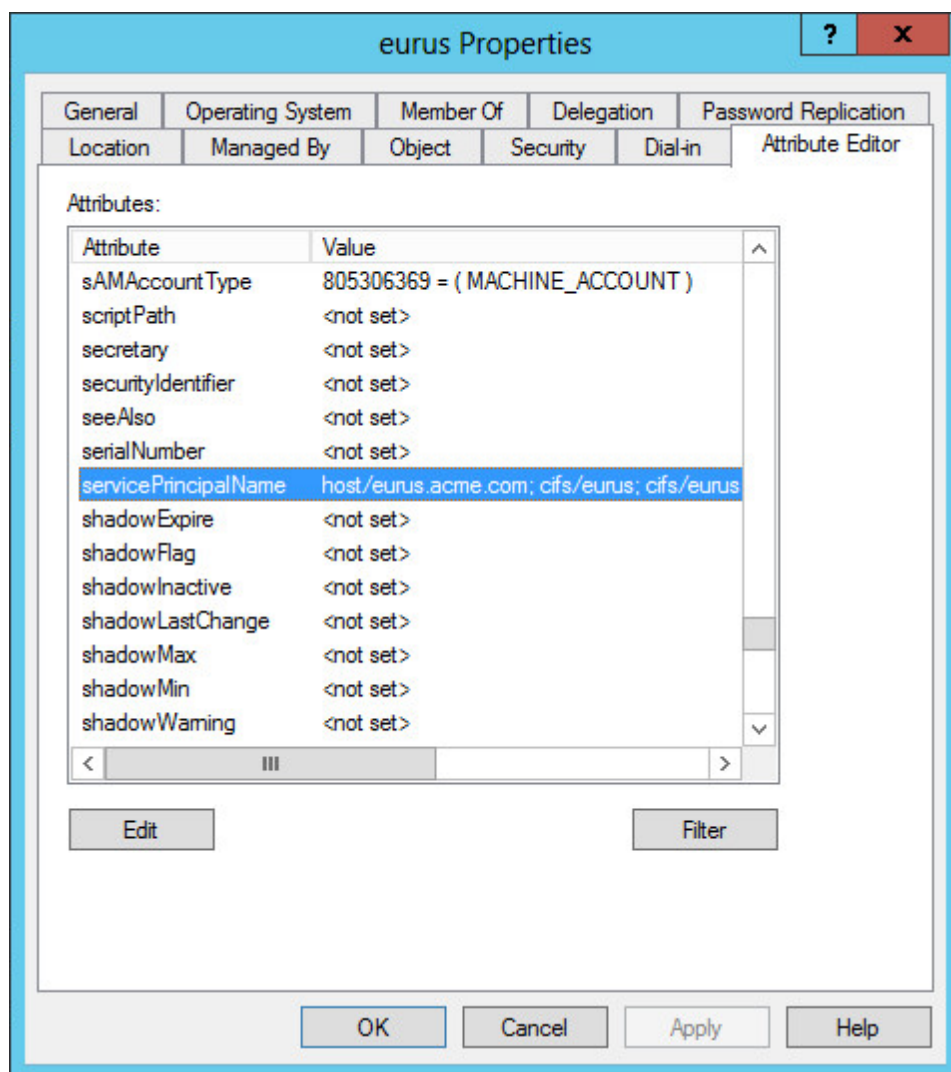 eurus Properties
? x
General Operating System Member Of Delegation Password Replication
Location Managed By Object Security Dial-in Attribute Editor
Attributes:
Attribute Value
sAMAccountType 805306369 = ( MACHINE_ACCOUNT )
scriptPath <not set>
secretary <not set>
securityIdentifier <not set>
seeAlso <not set>
serialNumber <not set>
servicePrincipalName host/eurus.acme.com; cifs/eurus; cifs/eurus
shadowExpire <not set>
shadowFlag <not set>
shadowInactive <not set>
shadowLastChange <not set>
shadowMax <not set>
shadowMin <not set>
shadowWarning <not set>
Edit Filter
OK Cancel Apply Help